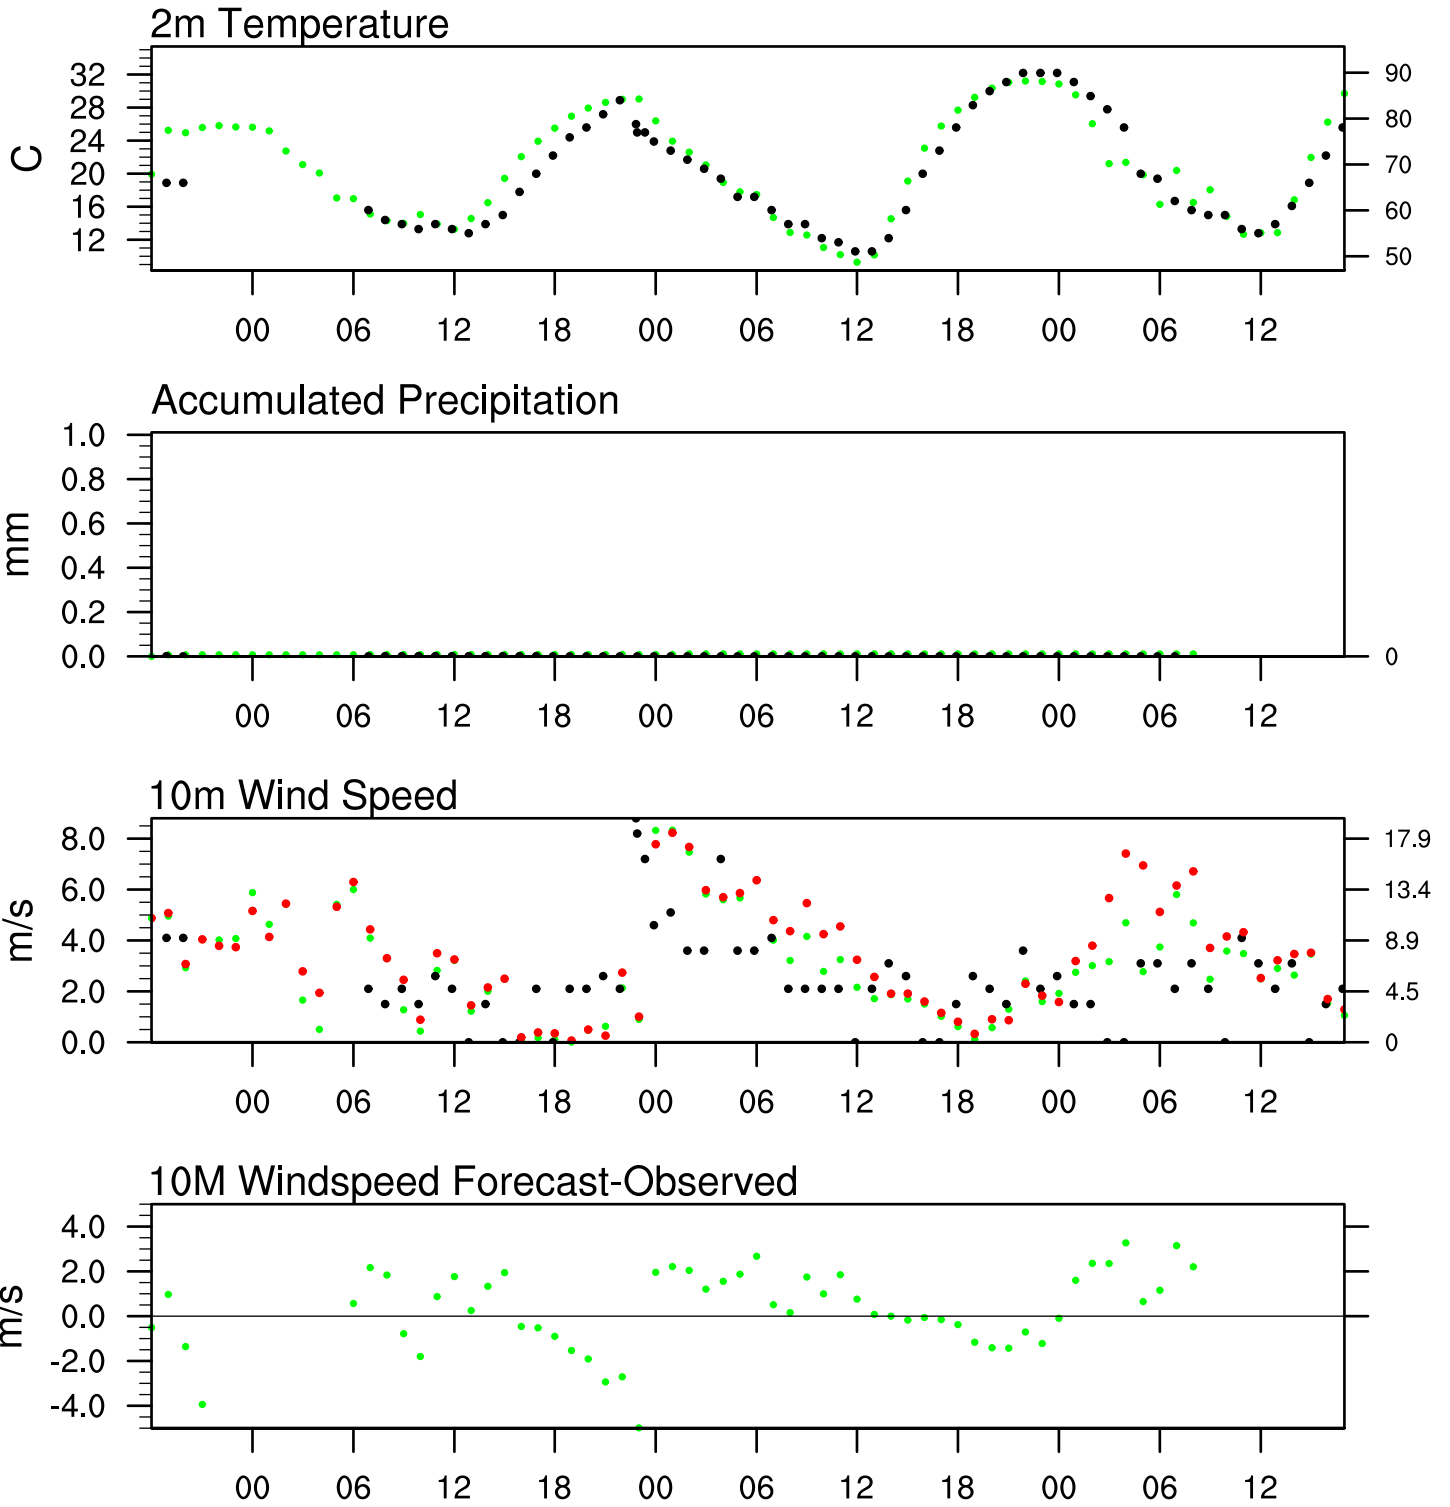 2m Temperature
32 90
28 80
24
C 70
20
16 60
12
50
00 06 12 18 00 06 12 18 00 06 12
Accumulated Precipitation
1.0
0.8
0.6
mm
0.4
0.2
0.0 0
00 06 12 18 00 06 12 18 00 06 12
10m Wind Speed
8.0 17.9
6.0 13.4
m/s
4.0 8.9
2.0 4.5
0.0 0
00 06 12 18 00 06 12 18 00 06 12
10M Windspeed Forecast-Observed
4.0
2.0
0.0
m/s
-2.0
-4.0
00 06 12 18 00 06 12 18 00 06 12